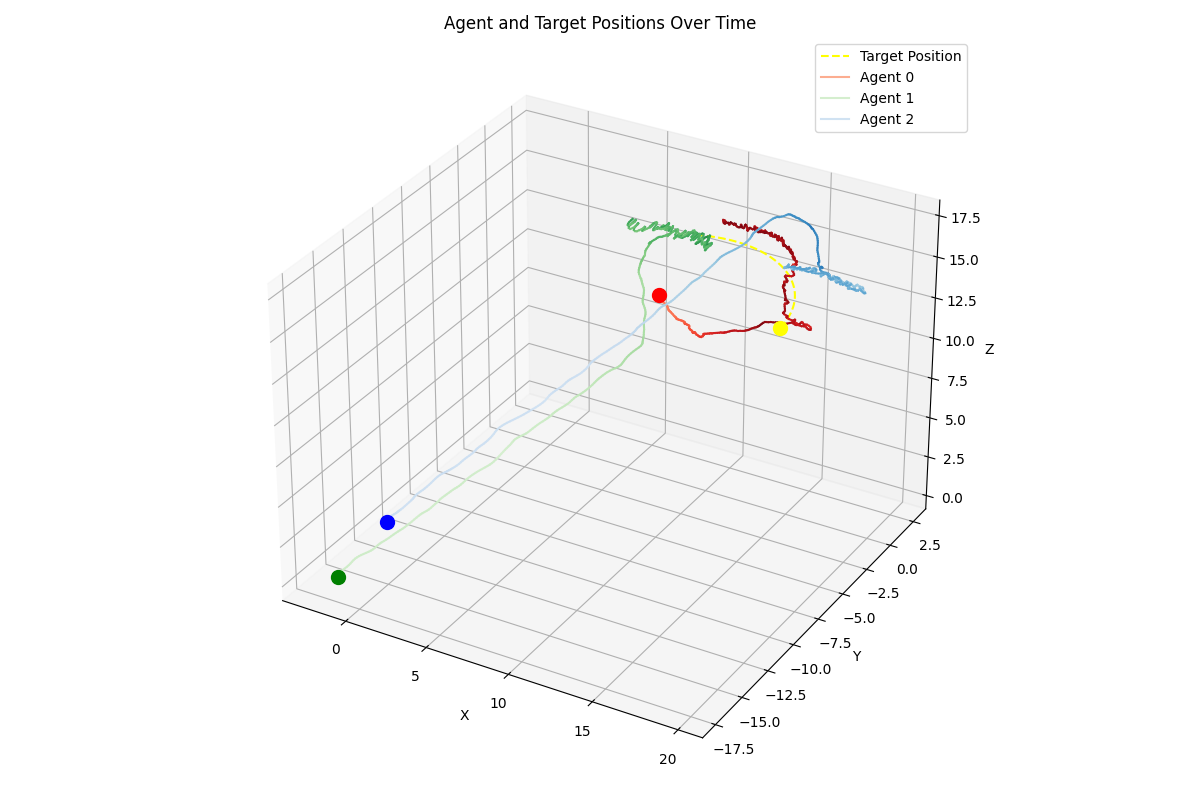 Agent and Target Positions Over Time
Target Position
Agent 0
Agent 1
Agent 2
17.5
15.0
12.5
10.0
7.5
5.0
2.5
0.0
Z
2.5
0.0
−2.5
−5.0
−7.5
−10.0
−12.5
−15.0
−17.5
Y
0
5
10
15
20
X